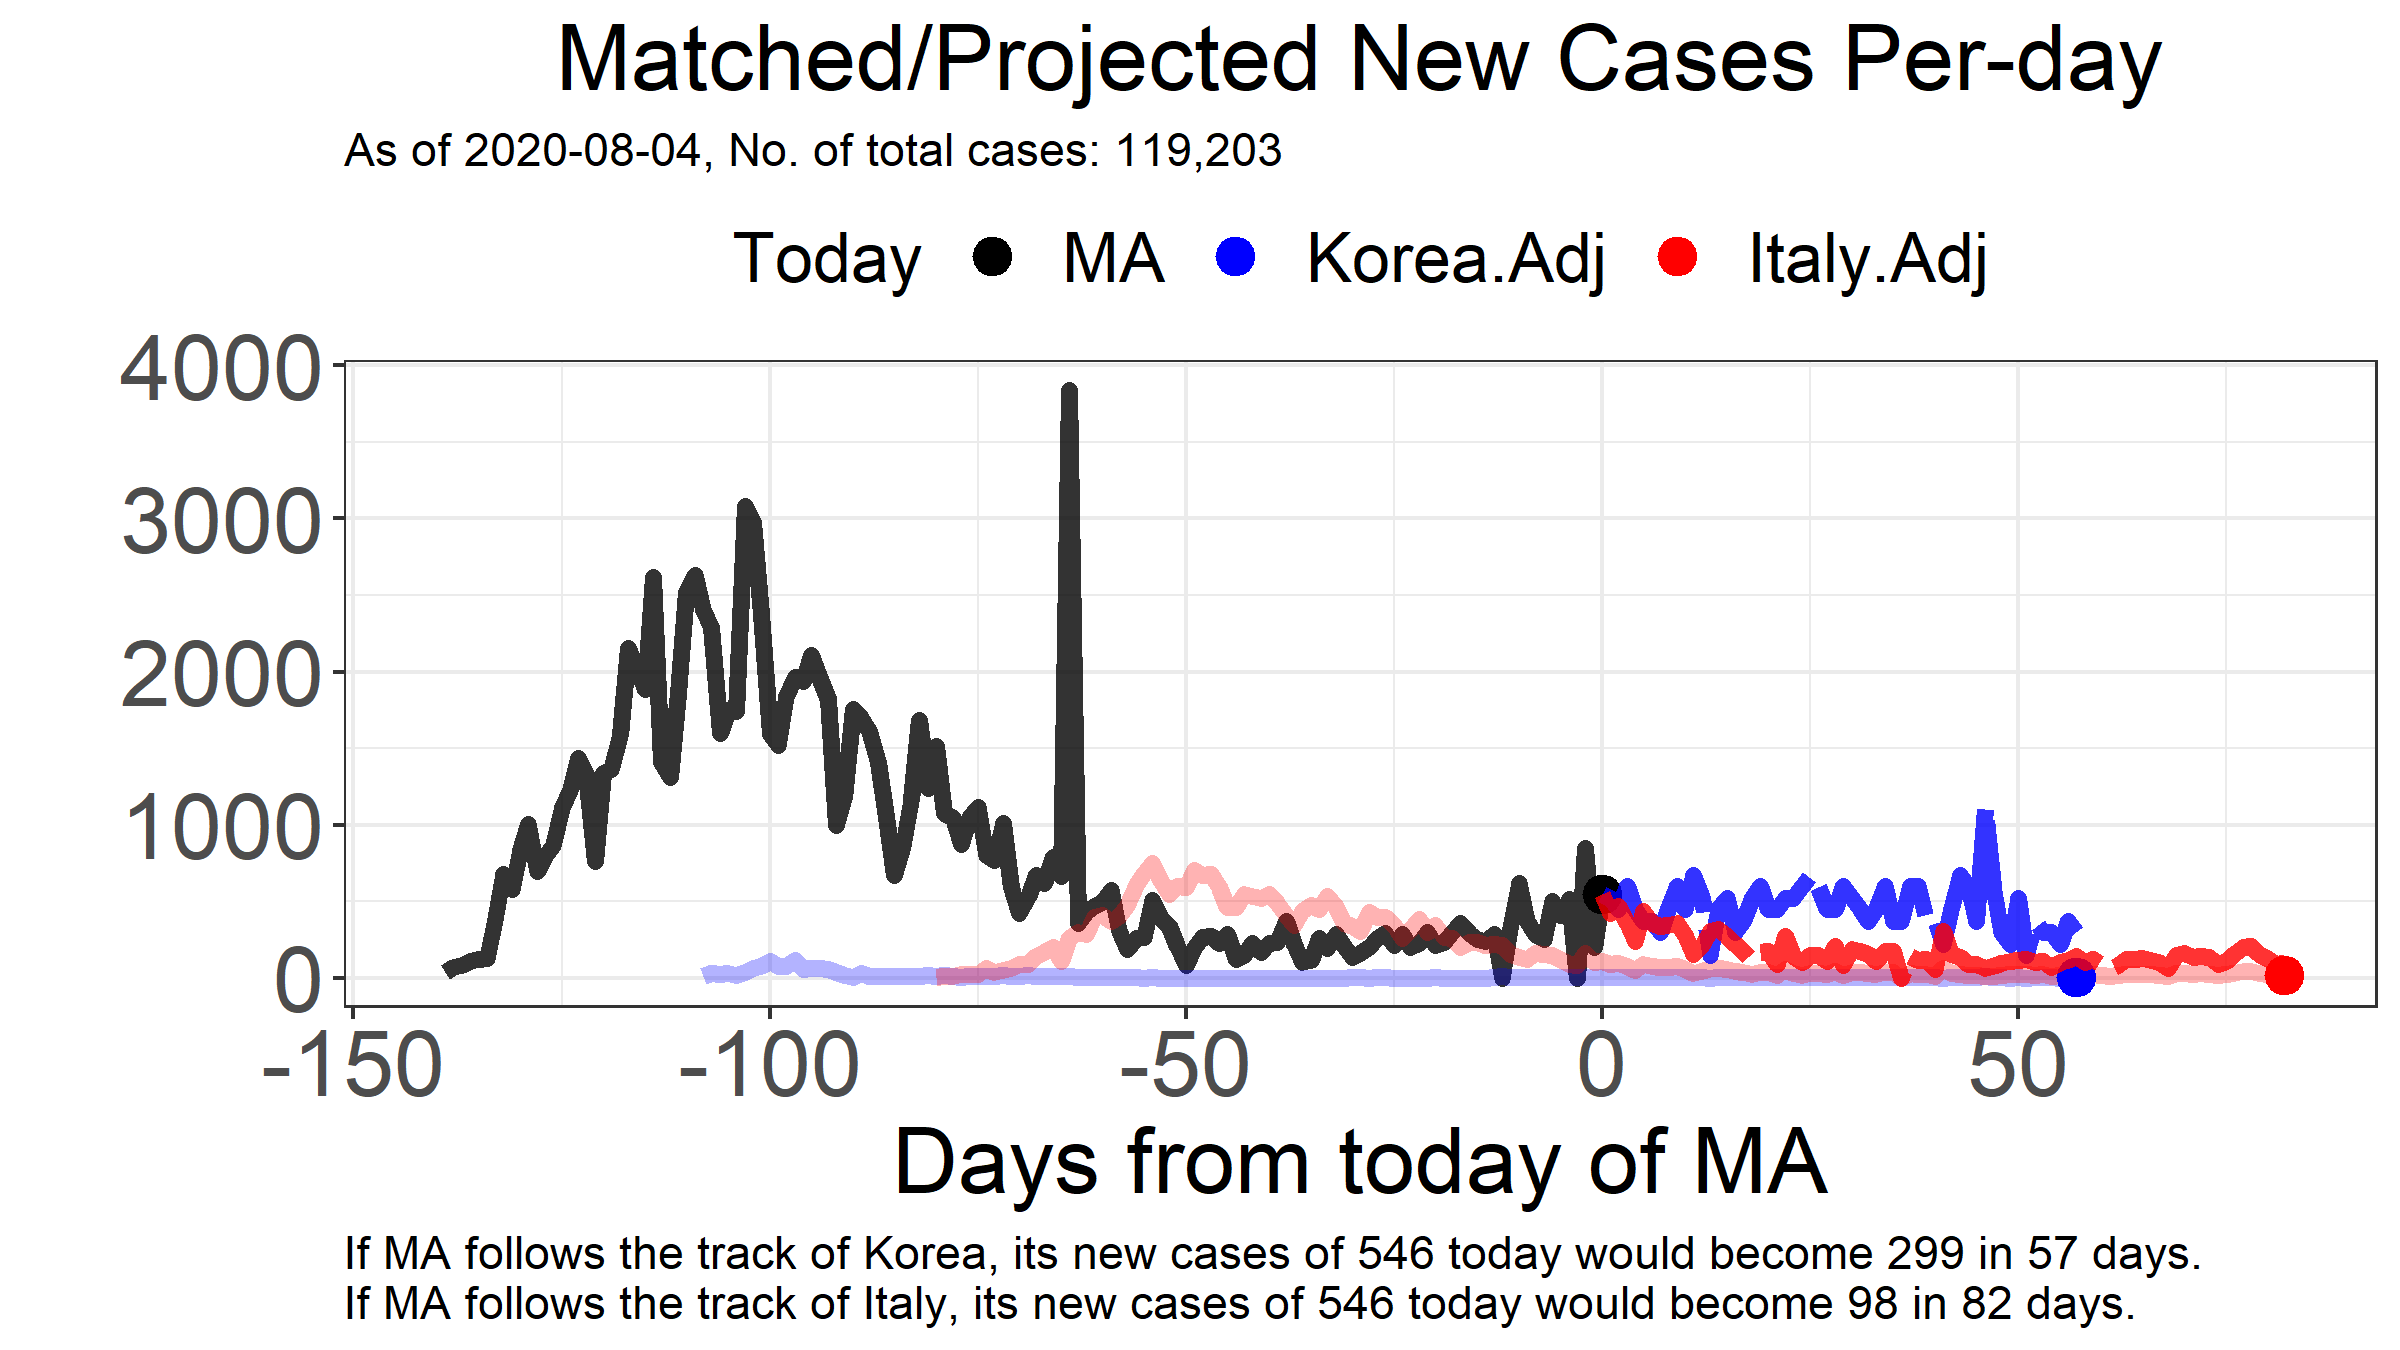 Matched/Projected New Cases Per-day
As of 2020-08-04, No. of total cases: 119,203
Today MA Korea.Adj Italy.Adj
4000
3000
2000
1000
0
-150 -100 -50 0 50
Days from today of MA
If MA follows the track of Korea, its new cases of 546 today would become 299 in 57 days.
If MA follows the track of Italy, its new cases of 546 today would become 98 in 82 days.